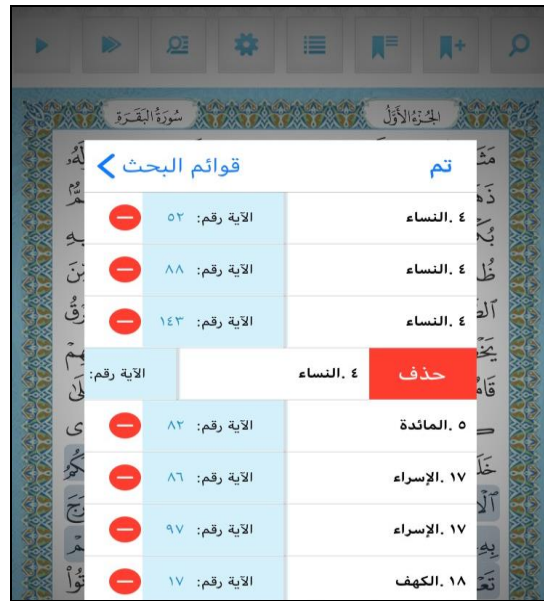 سُورَةُ البَقَرَةِ الجُزْءُ الأَوَّلُ
تم قوائم البحث
٤ .النساء الآية رقم: ٥٢
٤ .النساء الآية رقم: ٨٨
٤ .النساء الآية رقم: ١٤٣
حذف ٤ .النساء الآية رقم:
٥ .المائدة الآية رقم: ٨٢
١٧ .الإسراء الآية رقم: ٨٦
١٧ .الإسراء الآية رقم: ٩٧
١٨ .الكهف الآية رقم: ١٧